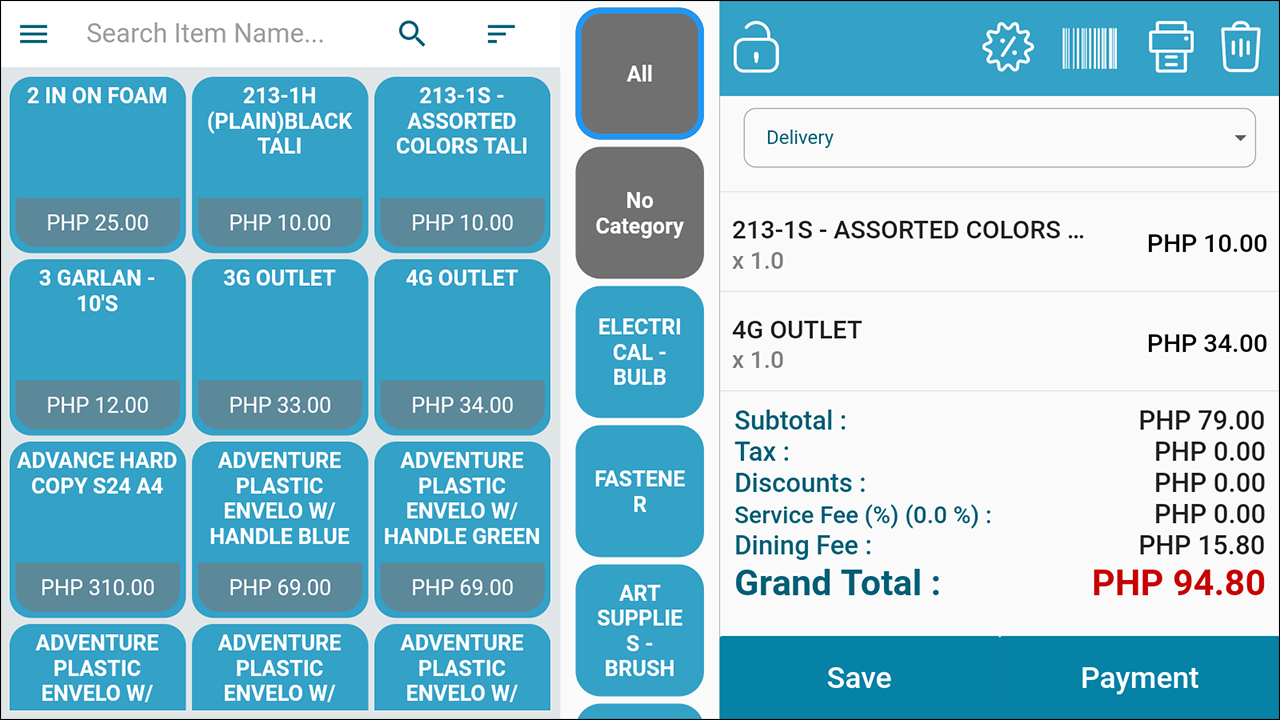 Search Item Name...
2 IN ON FOAM
PHP 25.00
213-1H
(PLAIN)BLACK
TALI
PHP 10.00
213-1S -
ASSORTED
COLORS TALI
PHP 10.00
3 GARLAN -
10'S
PHP 12.00
3G OUTLET
PHP 33.00
4G OUTLET
PHP 34.00
ADVANCE HARD
COPY S24 A4
PHP 310.00
ADVENTURE
PLASTIC
ENVELO W/
HANDLE BLUE
PHP 69.00
ADVENTURE
PLASTIC
ENVELO W/
HANDLE GREEN
PHP 69.00
ADVENTURE
PLASTIC
ENVELO W/
ADVENTURE
PLASTIC
ENVELO W/
ADVENTURE
PLASTIC
ENVELO W/
All
No
Category
ELECTRI
CAL -
BULB
FASTENE
R
ART
SUPPLIE
S -
BRUSH
Delivery
213-1S - ASSORTED COLORS ...
x 1.0
PHP 10.00
4G OUTLET
x 1.0
PHP 34.00
Subtotal : PHP 79.00
Tax : PHP 0.00
Discounts : PHP 0.00
Service Fee (%) (0.0 %) : PHP 0.00
Dining Fee : PHP 15.80
Grand Total : PHP 94.80
Save
Payment